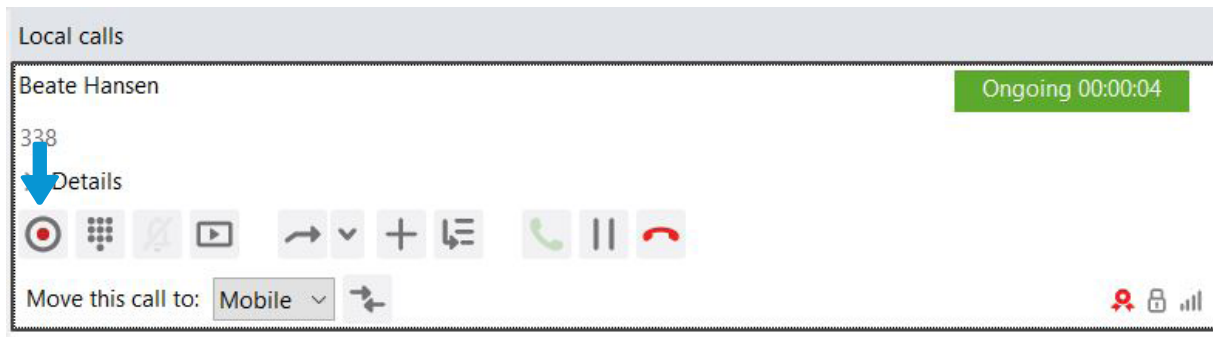 Local calls
Beate Hansen
Ongoing 00:00:04
338
Details
Move this call to: Mobile